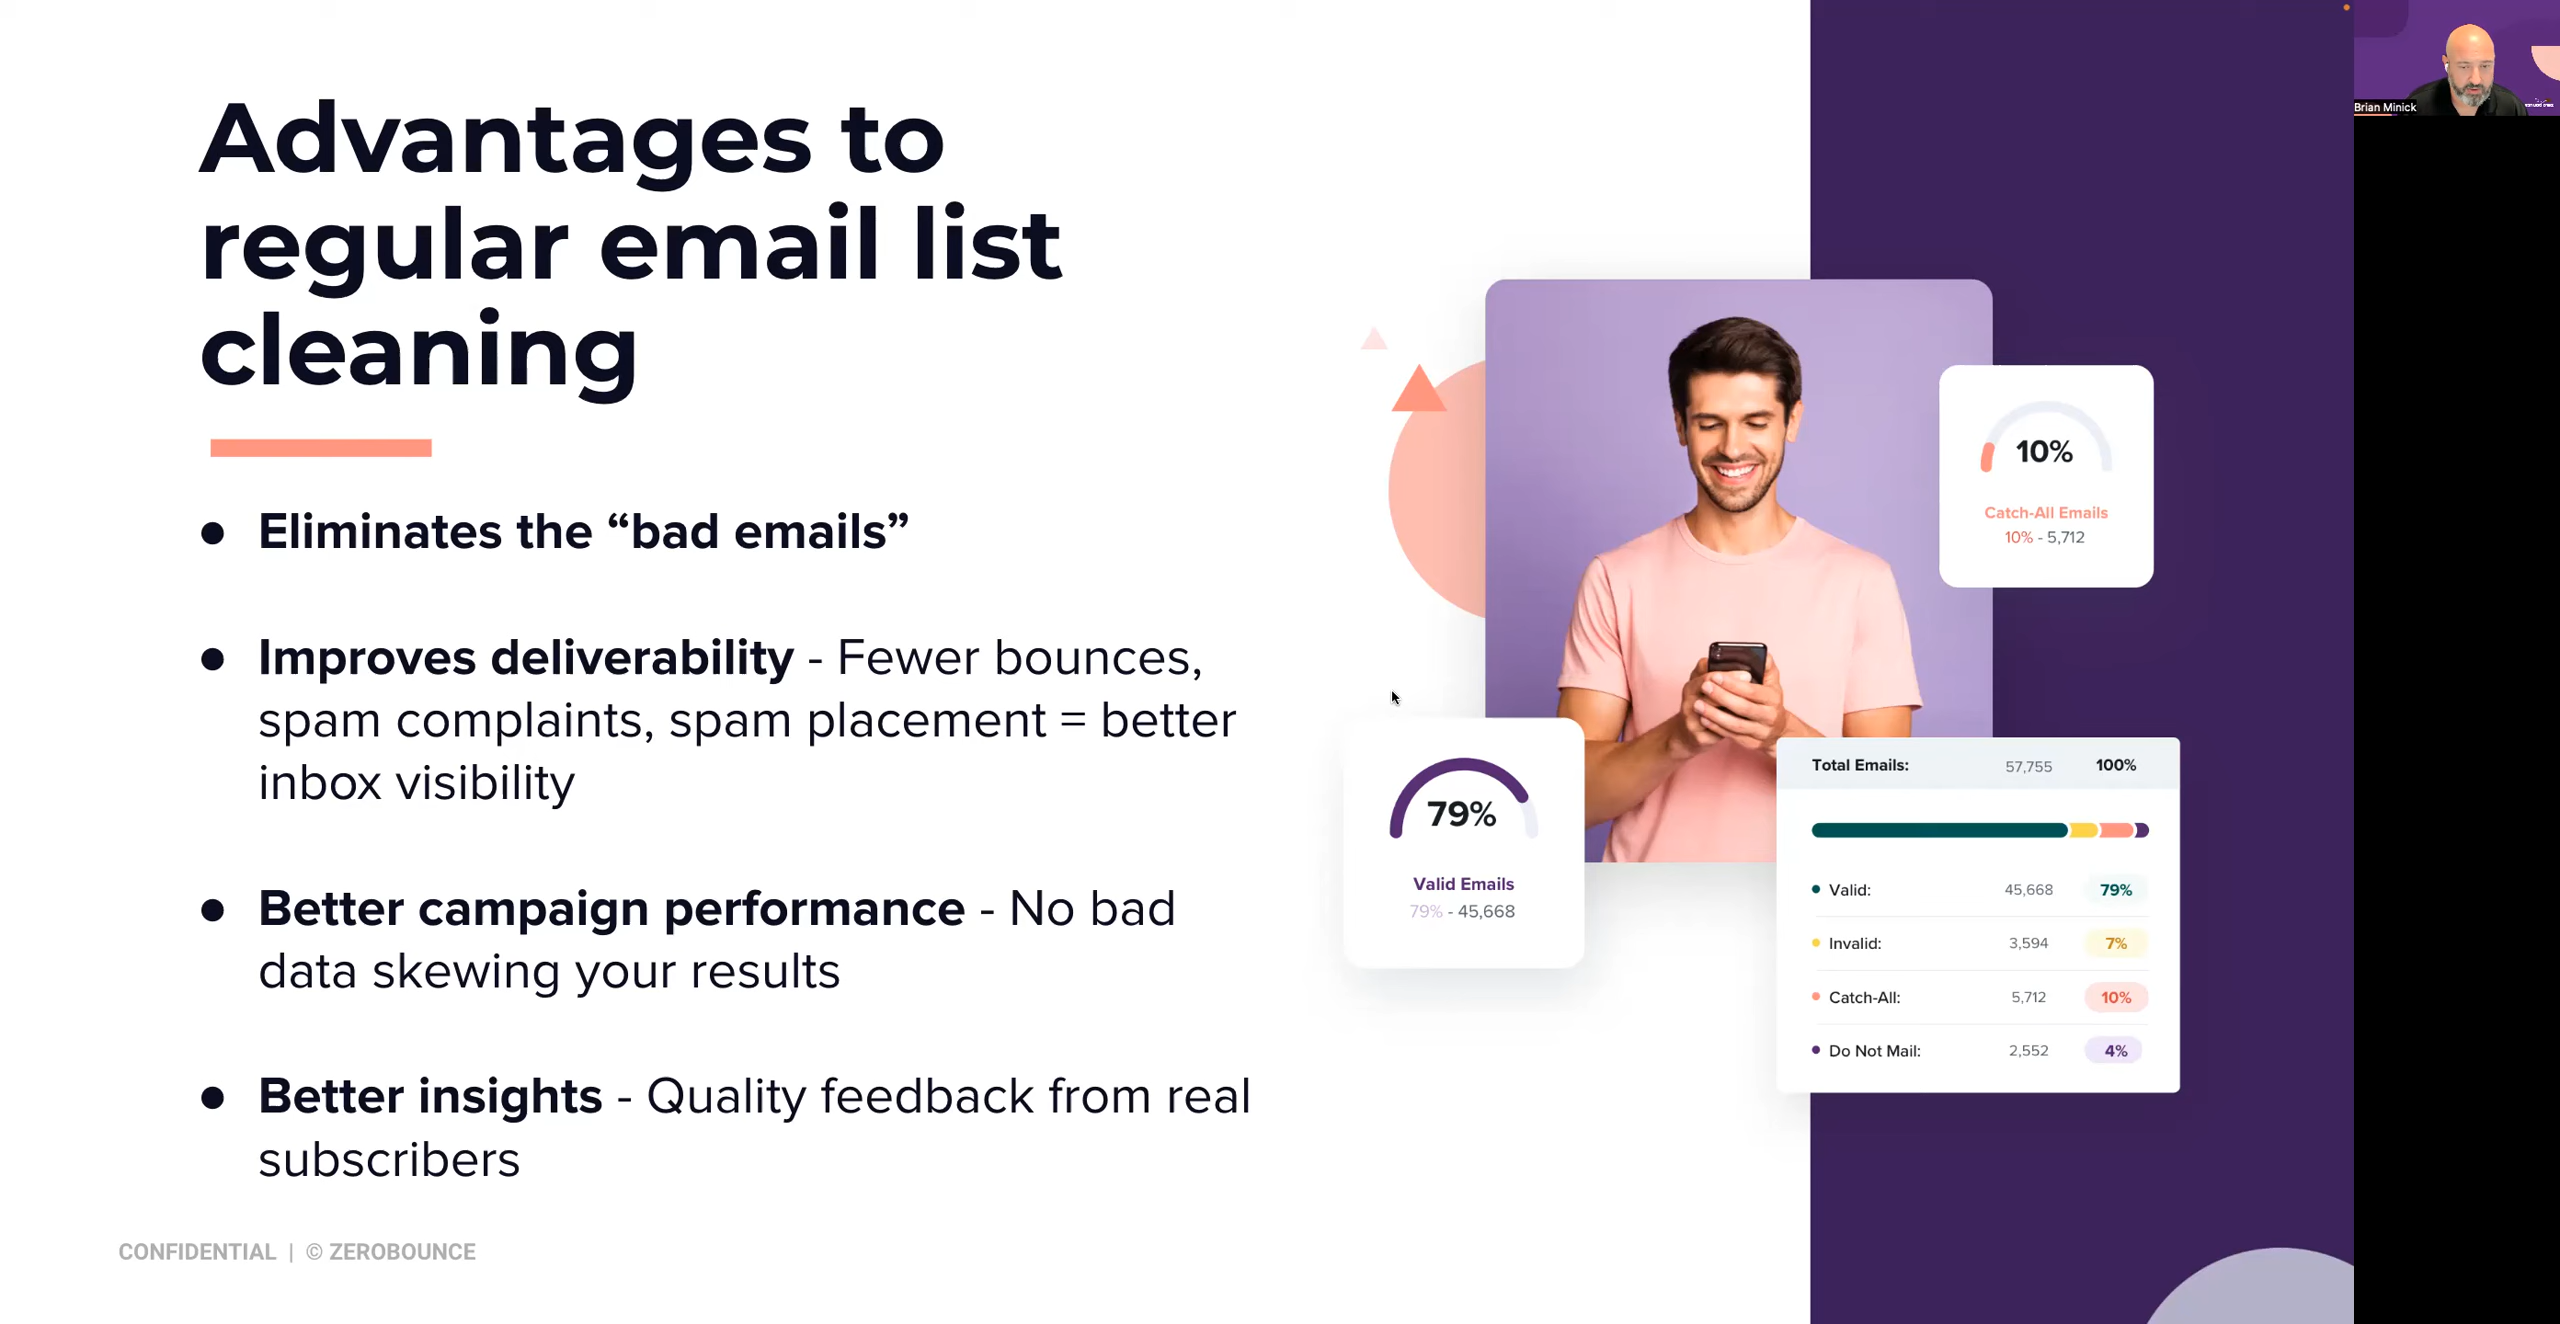 Advantages to
regular email list
cleaning
● Eliminates the “bad emails”
● Improves deliverability - Fewer bounces,
spam complaints, spam placement = better
inbox visibility
● Better campaign performance - No bad
data skewing your results
● Better insights - Quality feedback from real
subscribers
CONFIDENTIAL | © ZEROBOUNCE
10%
Catch-All Emails
10% - 5,712
79%
Valid Emails
79% - 45,668
Total Emails: 57,755 100%
Valid: 45,668 79%
Invalid: 3,594 7%
Catch-All: 5,712 10%
Do Not Mail: 2,552 4%
Brian Minick